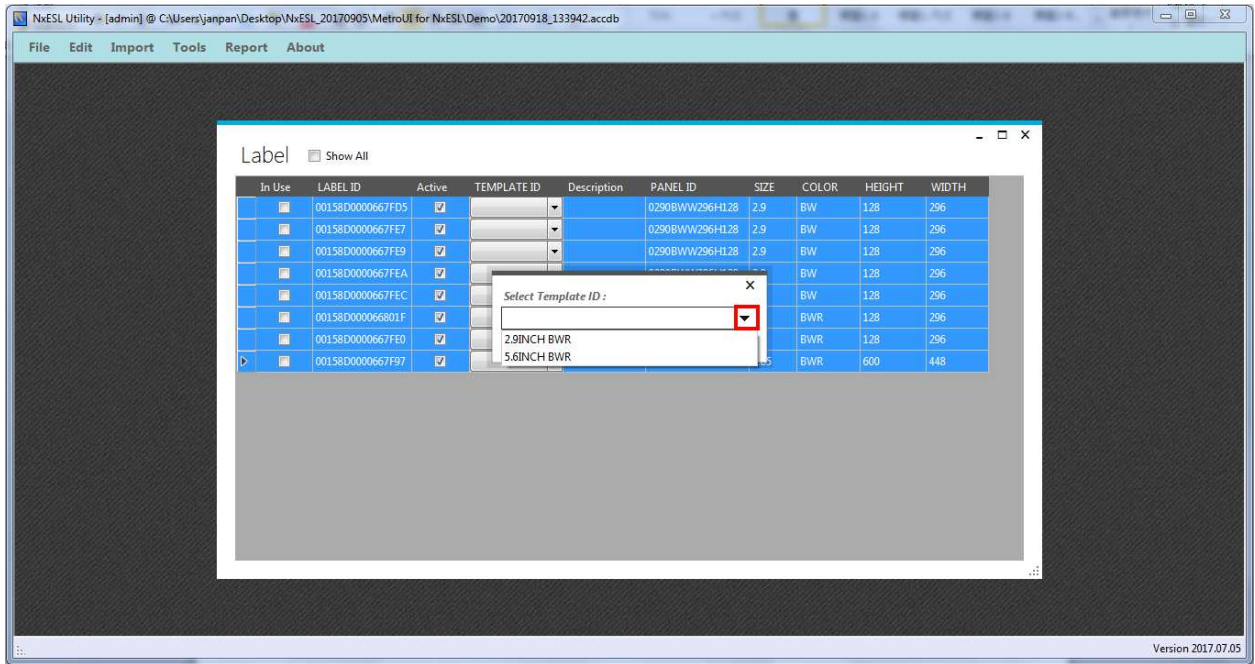 NxESL Utility - [admin] @ C:\Users\janpan\Desktop\NxESL_20170905\MetroUI for NxESL\Demo\20170918_133942.accdb
File Edit Import Tools Report About
Label Show All
In Use LABEL ID Active TEMPLATE ID Description PANEL ID SIZE COLOR HEIGHT WIDTH
00158D0000667FD5 0290BWW296H128 2.9 BW 128 296
00158D0000667FE7 0290BWW296H128 2.9 BW 128 296
00158D0000667FE9 0290BWW296H128 2.9 BW 128 296
00158D0000667FEA BW 128 296
00158D0000667FEC BW 128 296
00158D000066801F BWR 128 296
00158D0000667FE0 BWR 128 296
00158D0000667F97 BWR 600 448
Select Template ID :
2.9INCH BWR
5.6INCH BWR
Version 2017.07.05